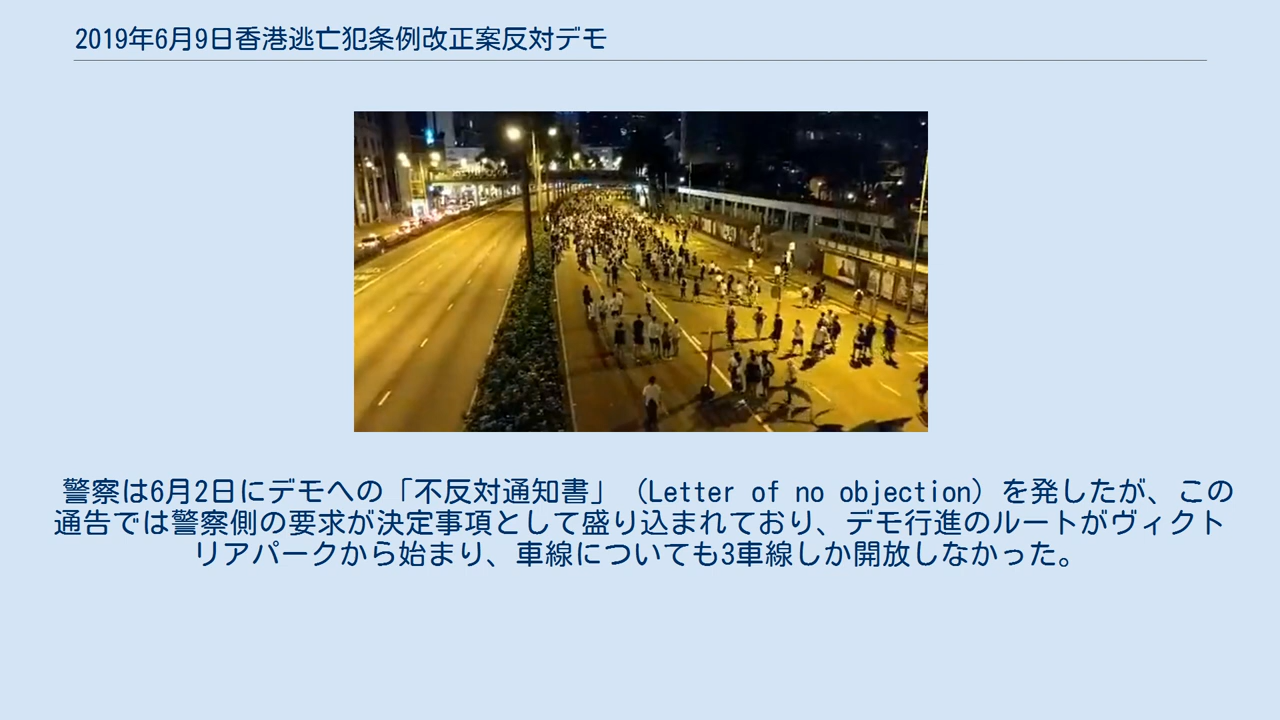 2019年6月9日香港逃亡犯条例改正案反対デモ
警察は6月2日にデモへの「不反対通知書」（Letter of no objection）を発したが、この
通告では警察側の要求が決定事項として盛り込まれており、デモ行進のルートがヴィクト
リアパークから始まり、車線についても3車線しか開放しなかった。